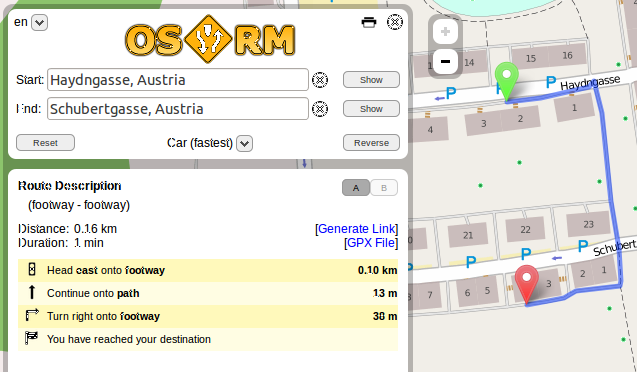 en
OSRM
Start: Haydngasse, Austria Show
End: Schubertgasse, Austria Show
Reset Car (fastest) Reverse
Route Description A B
(footway - footway)
Distance: 0.16 km [Generate Link]
Duration: 1 min [GPX File]
Head east onto footway 0.10 km
Continue onto path 13 m
Turn right onto footway 38 m
You have reached your destination
+
-
14 15 16
P P P Haydngasse
4 3 2 1
21 22 23
P P P Schubert
7 6 5 3 2 1